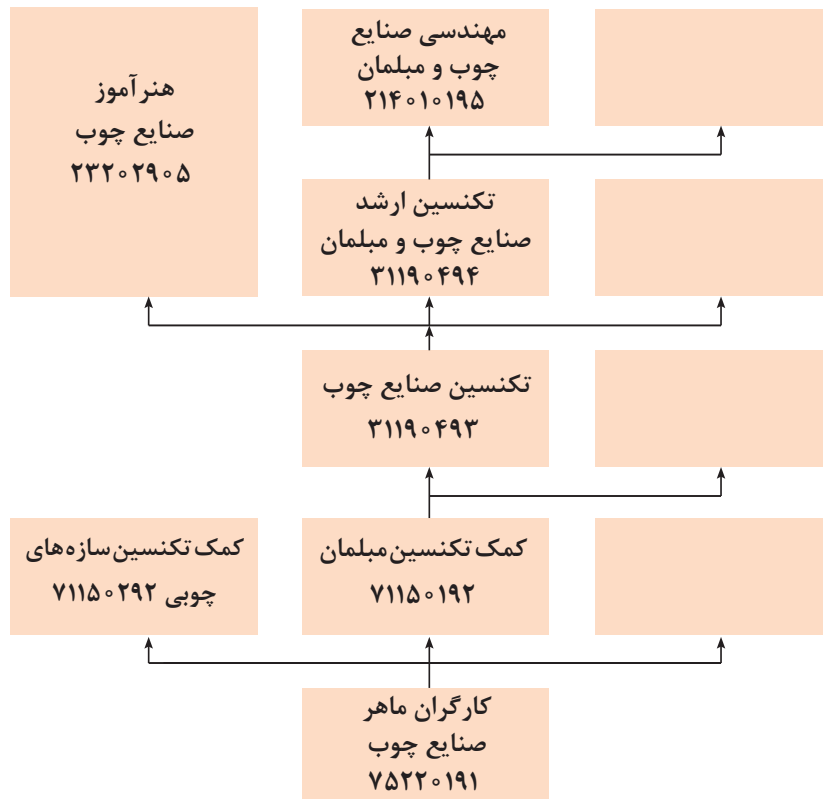 مهندسی صنایع
چوب و مبلمان
۲۱۴۰۱۰۱۹۵
هنرآموز
صنایع چوب
۲۳۲۰۲۹۰۵
تکنسین ارشد
صنایع چوب و مبلمان
۳۱۱۹۰۴۹۴
تکنسین صنایع چوب
۳۱۱۹۰۴۹۳
کمک تکنسین مبلمان
۷۱۱۵۰۱۹۲
کمک تکنسین سازه‌های
چوبی ۷۱۱۵۰۲۹۲
کارگران ماهر
صنایع چوب
۷۵۲۲۰۱۹۱